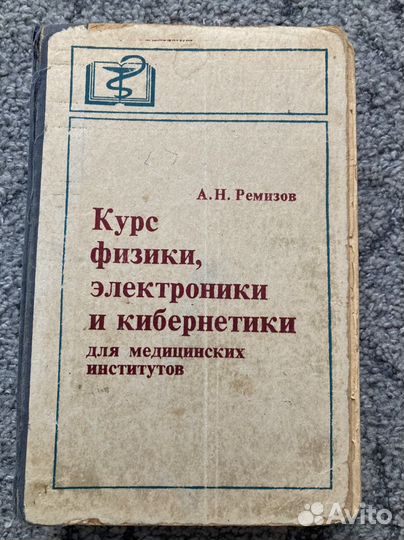 А.Н. Ремизов
Курс
физики,
электроники
и кибернетики
для медицинских
институтов
Avito